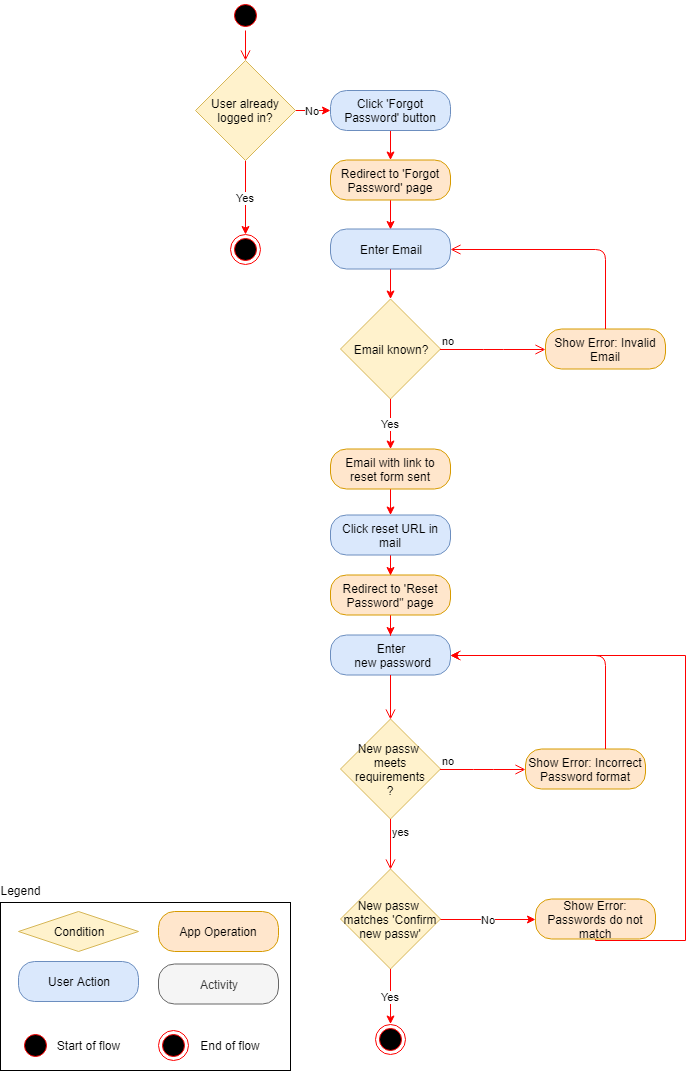 User already
logged in?
No
Click 'Forgot
Password' button
Redirect to 'Forgot
Password' page
Yes
Enter Email
Email known?
no
Show Error: Invalid
Email
Yes
Email with link to
reset form sent
Click reset URL in
mail
Redirect to 'Reset
Password" page
Enter
new password
New passw
meets
requirements
?
no
Show Error: Incorrect
Password format
yes
New passw
matches 'Confirm
new passw'
No
Show Error:
Passwords do not
match
Yes
Legend
Condition
App Operation
User Action
Activity
Start of flow
End of flow